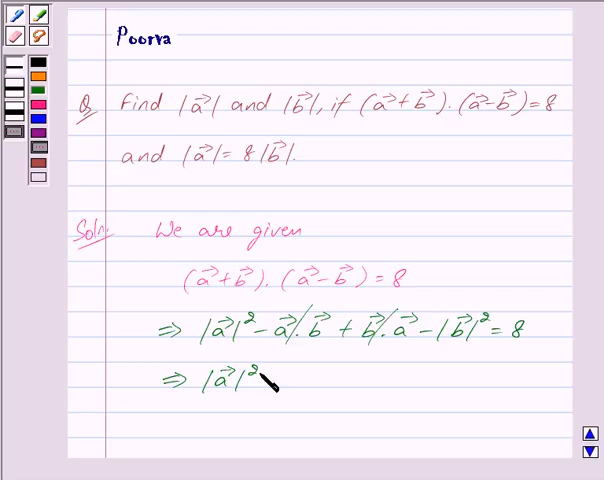 Poorva
Q Find |a⃗| and |b⃗|, if (a⃗+b⃗).(a⃗-b⃗)=8
and |a⃗|= 8|b⃗|.
Soln. We are given
(a⃗+b⃗).(a⃗-b⃗)=8
⇒ |a⃗|² - a⃗.b⃗ + b⃗.a⃗ - |b⃗|² = 8
⇒ |a⃗|²